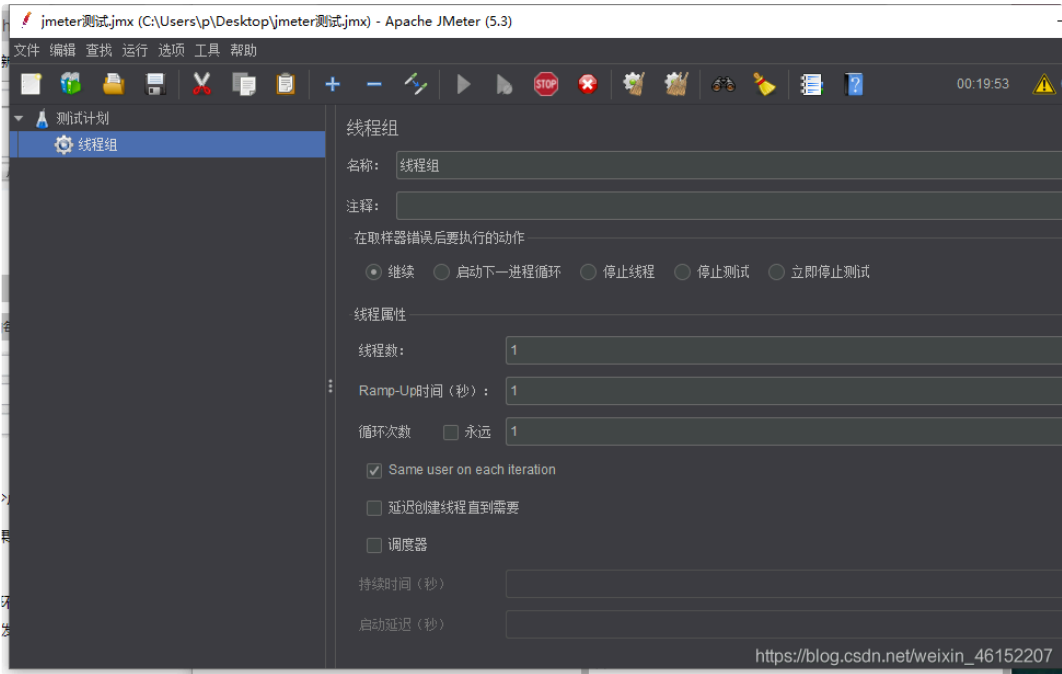 jmeter测试.jmx (C:\Users\p\Desktop\jmeter测试.jmx) - Apache JMeter (5.3)
文件 编辑 查找 运行 选项 工具 帮助
STOP 00:19:53
测试计划
线程组
线程组
名称: 线程组
注释:
在取样器错误后要执行的动作
继续 启动下一进程循环 停止线程 停止测试 立即停止测试
线程属性
线程数: 1
Ramp-Up时间（秒）: 1
循环次数 永远 1
Same user on each iteration
延迟创建线程直到需要
调度器
持续时间（秒）
启动延迟（秒）
https://blog.csdn.net/weixin_46152207